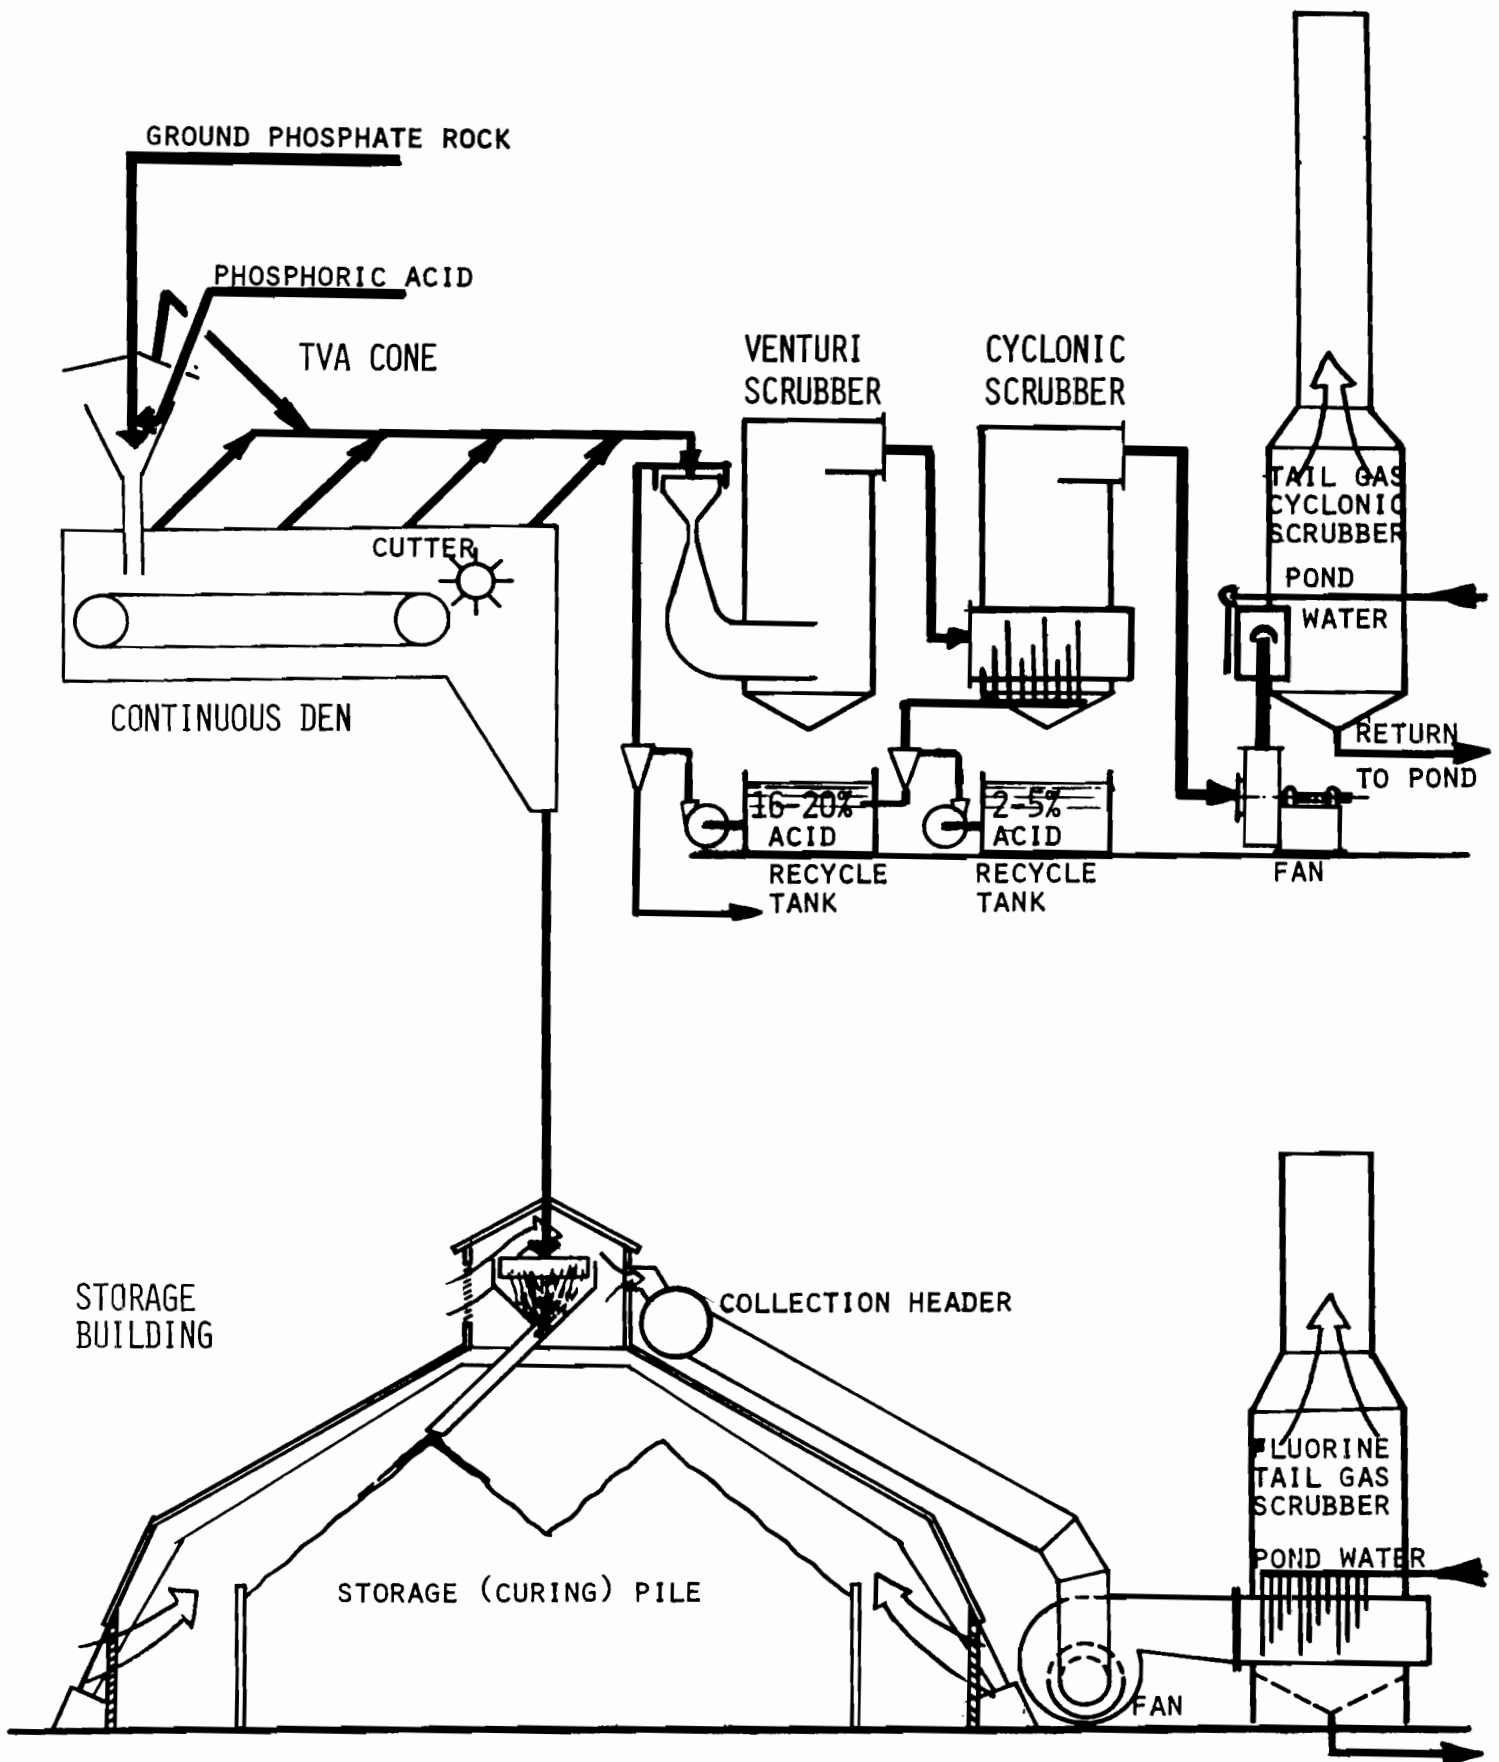 GROUND PHOSPHATE ROCK
PHOSPHORIC ACID
TVA CONE
VENTURI
SCRUBBER
CYCLONIC
SCRUBBER
TAIL GAS
CYCLONIC
SCRUBBER
CUTTER
POND
WATER
CONTINUOUS DEN
RETURN
TO POND
16-20%
ACID
RECYCLE
TANK
2-5%
ACID
RECYCLE
TANK
FAN
STORAGE
BUILDING
COLLECTION HEADER
FLUORINE
TAIL GAS
SCRUBBER
POND WATER
STORAGE (CURING) PILE
FAN